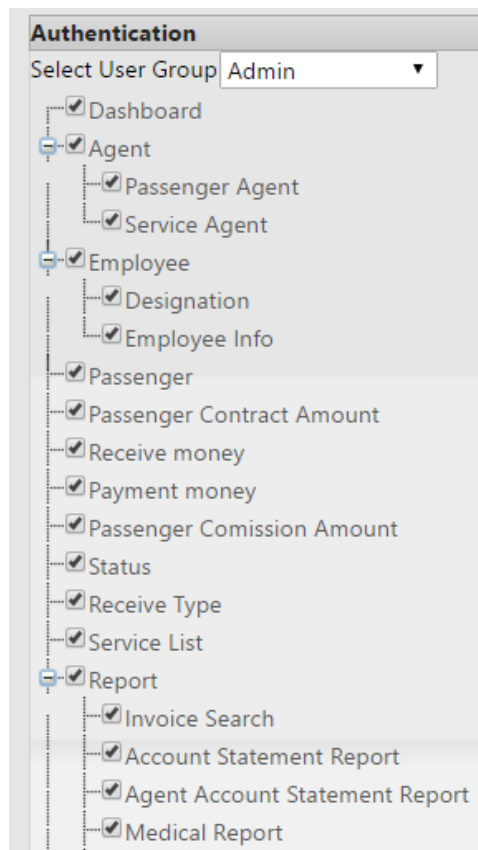 Authentication
Select User Group Admin
Dashboard
Agent
Passenger Agent
Service Agent
Employee
Designation
Employee Info
Passenger
Passenger Contract Amount
Receive money
Payment money
Passenger Comission Amount
Status
Receive Type
Service List
Report
Invoice Search
Account Statement Report
Agent Account Statement Report
Medical Report